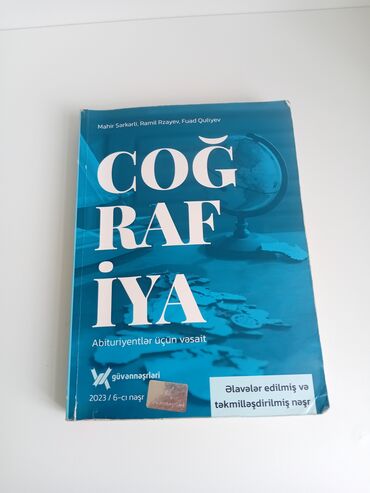 Mahir Sərkərli, Ramil Rzayev, Fuad Quliyev
COĞ
RAF
İYA
Abituriyentlər üçün vəsait
güvənnəşrləri
2023 / 6-cı nəşr
Əlavələr edilmiş və
təkmilləşdirilmiş nəşr